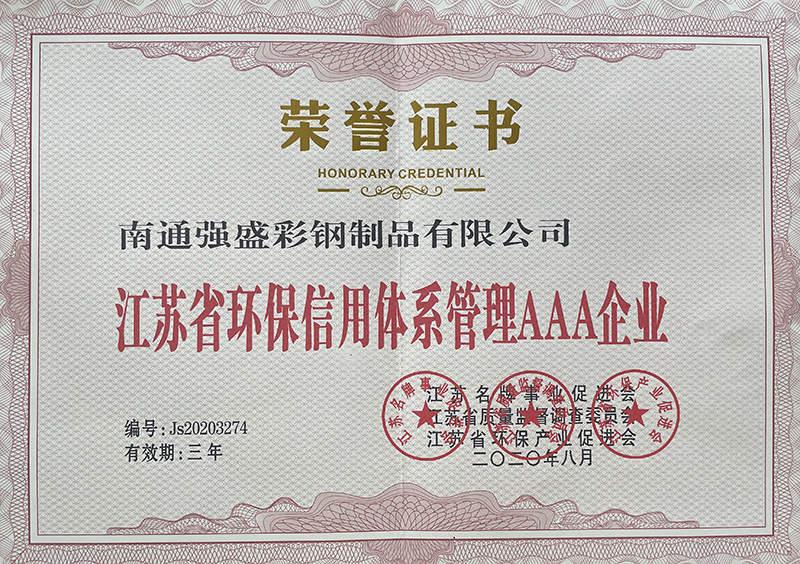 荣誉证书
HONORARY CREDENTIAL
南通强盛彩钢制品有限公司
江苏省环保信用体系管理AAA企业
江苏名牌事业促进会
江苏省质量监督调查委员会
江苏省环保产业促进会
二〇二〇年八月
编号:Js20203274
有效期:三年